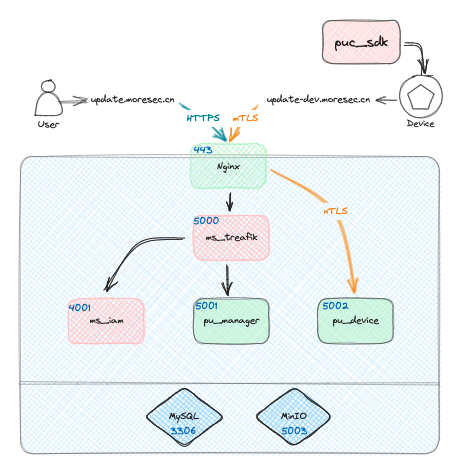 puc_sdk
update.moresec.cn
update-dev.moresec.cn
User
Device
HTTPS
mTLS
443
Nginx
5000
ms_treafik
mTLS
4001
ms_iam
5001
pu_manager
5002
pu_device
MySQL
3306
MinIO
5003